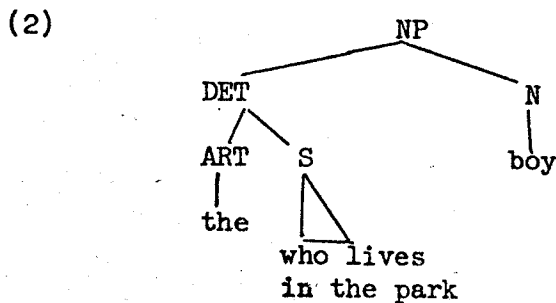 (2)
NP
DET N
ART S boy
the
who lives
in the park